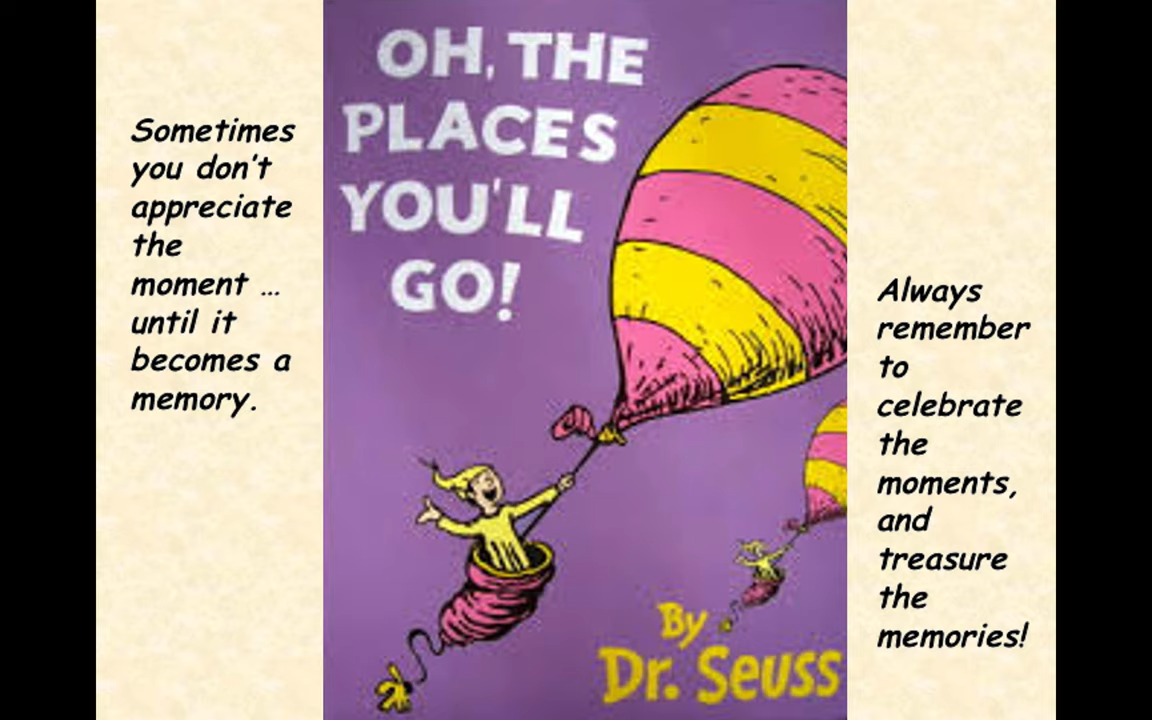 Sometimes
you don't
appreciate
the
moment ...
until it
becomes a
memory.
OH, THE
PLACES
YOU'LL
GO!
By
Dr. Seuss
Always
remember
to
celebrate
the
moments,
and
treasure
the
memories!